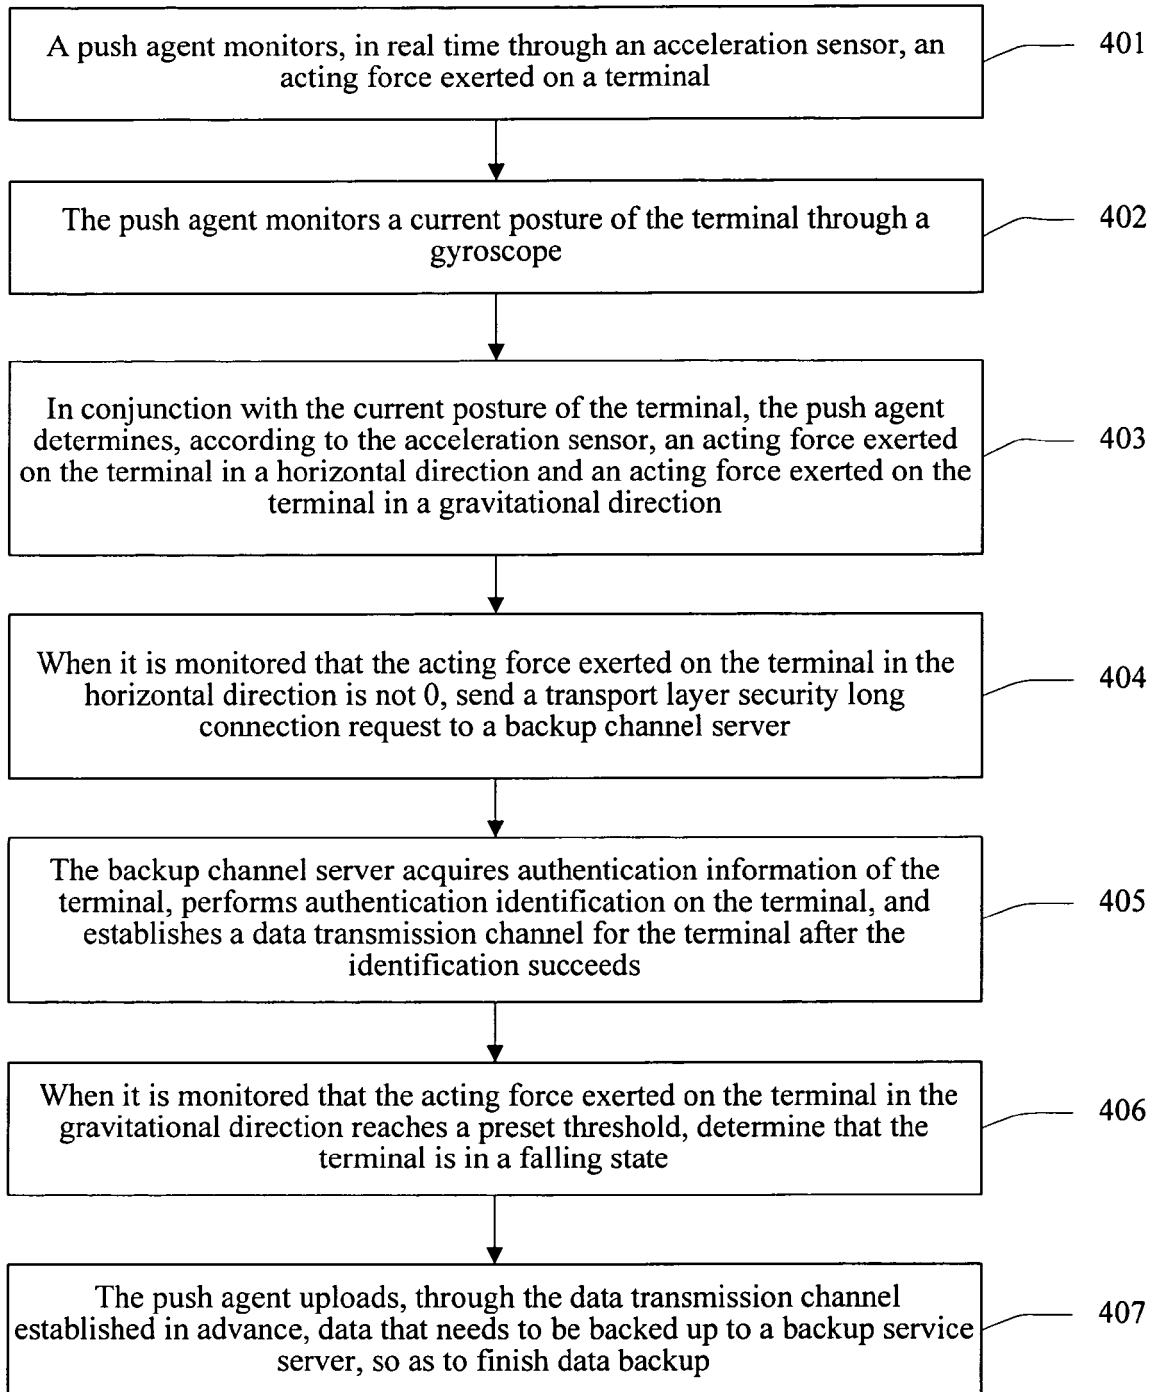 A push agent monitors, in real time through an acceleration sensor, an
acting force exerted on a terminal
401
The push agent monitors a current posture of the terminal through a
gyroscope
402
In conjunction with the current posture of the terminal, the push agent
determines, according to the acceleration sensor, an acting force exerted
on the terminal in a horizontal direction and an acting force exerted on the
terminal in a gravitational direction
403
When it is monitored that the acting force exerted on the terminal in the
horizontal direction is not 0, send a transport layer security long
connection request to a backup channel server
404
The backup channel server acquires authentication information of the
terminal, performs authentication identification on the terminal, and
establishes a data transmission channel for the terminal after the
identification succeeds
405
When it is monitored that the acting force exerted on the terminal in the
gravitational direction reaches a preset threshold, determine that the
terminal is in a falling state
406
The push agent uploads, through the data transmission channel
established in advance, data that needs to be backed up to a backup service
server, so as to finish data backup
407